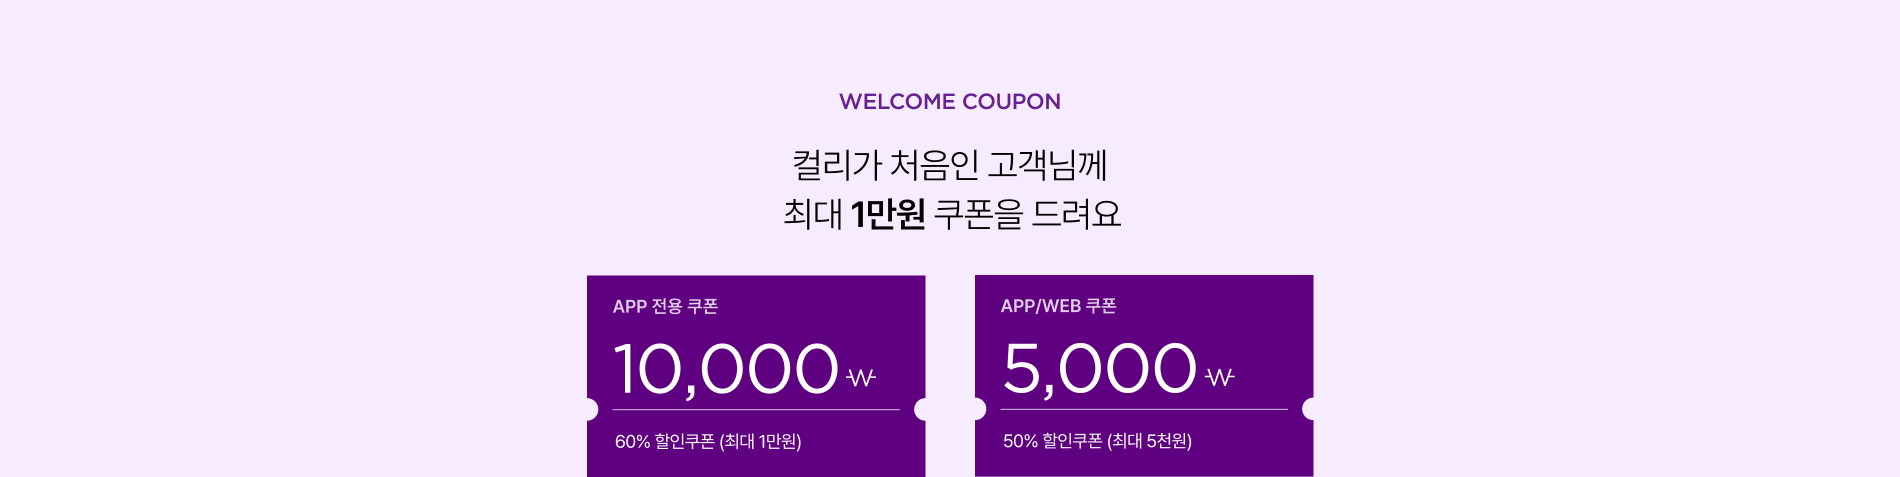 WELCOME COUPON
컬리가 처음인 고객님께
최대 1만원 쿠폰을 드려요
APP 전용 쿠폰
10,000₩
60% 할인쿠폰 (최대 1만원)
APP/WEB 쿠폰
5,000₩
50% 할인쿠폰 (최대 5천원)